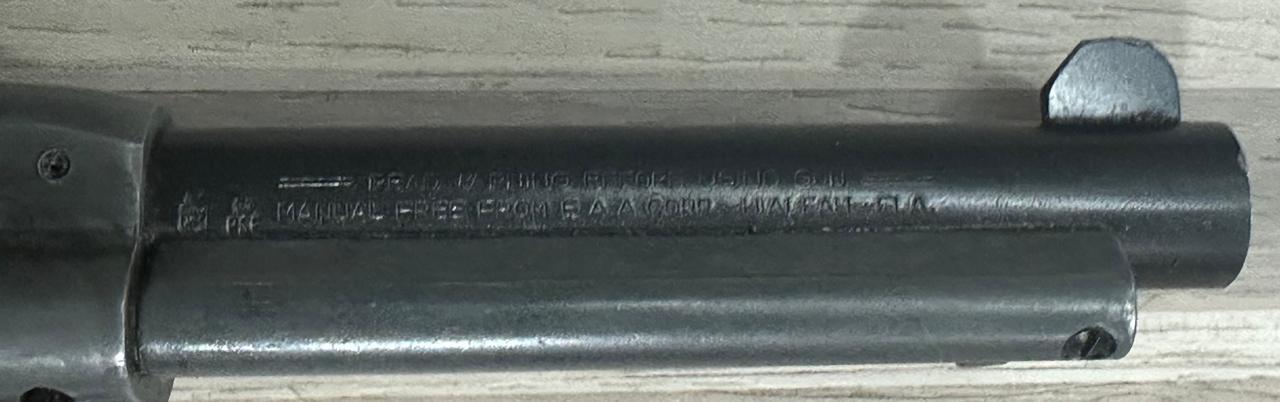 READ WARNING BEFORE USING GUN
MANUAL FREE FROM E.A.A CORP. HIALEAH - FLA.